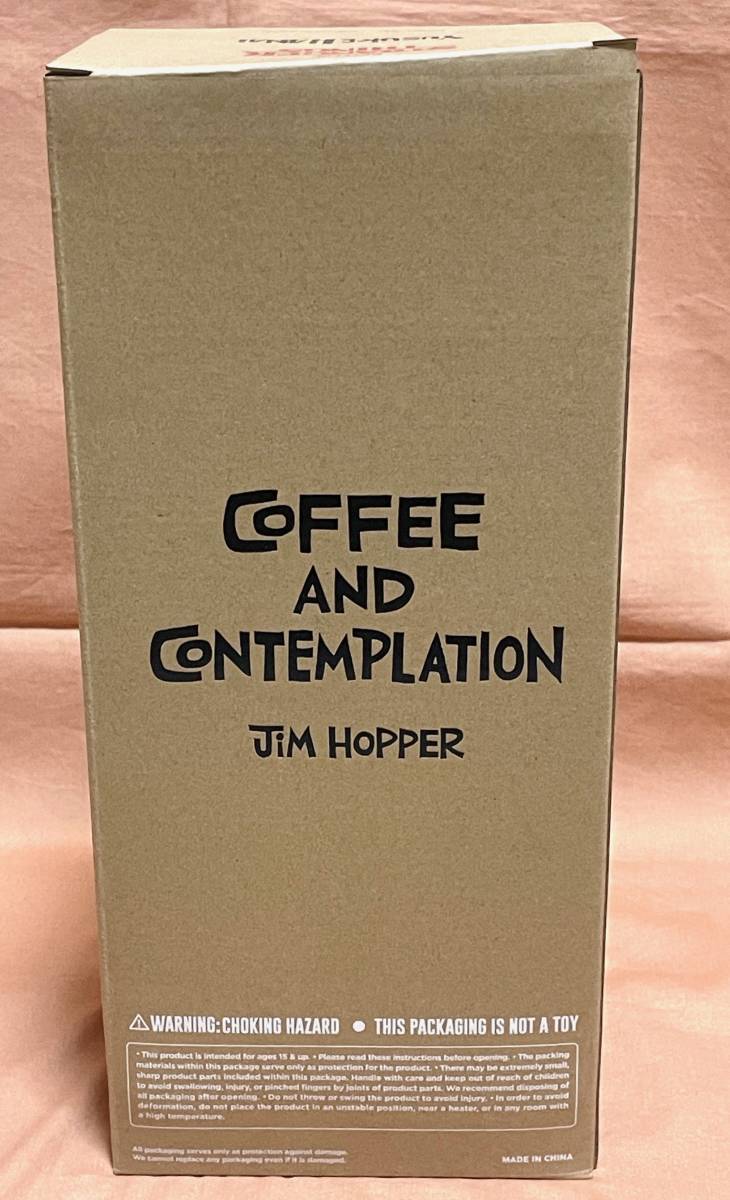 YUSUKE HANAI
COFFEE
AND
CONTEMPLATION
JiM HOPPER
⚠WARNING: CHOKING HAZARD ● THIS PACKAGING IS NOT A TOY
• This product is intended for ages 15 & up. • Please read these instructions before opening. • The packing
materials within this package serve only as protection for the product. • There may be extremely small,
sharp product parts included within this package. Handle with care and keep out of reach of children
to avoid swallowing, injury, or pinched fingers by joints of product parts. We recommend disposing of
all packaging after opening. • Do not throw or swing the product to avoid injury. • In order to avoid
deformation, do not place the product in an unstable position, near a heater, or in any room with
a high temperature.
All packaging serves only as protection against damage.
We cannot replace any packaging even if it is damaged.
MADE IN CHINA